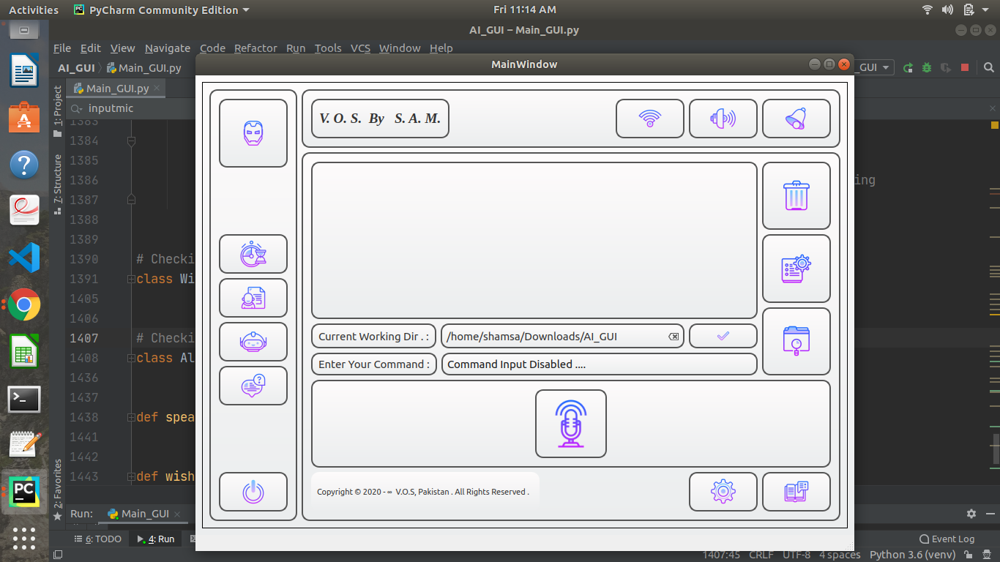 Activities PyCharm Community Edition Fri 11:14 AM
AI_GUI – Main_GUI.py
File Edit View Navigate Code Refactor Run Tools VCS Window Help
AI_GUI Main_GUI.py _GUI
MainWindow
Main_GUI.py
inputmic
1: Project
7: Structure
2: Favorites
1383
1384
1385
1386 ing
1387
1388
1389
1390 # Checki
1391 class Wi
1405
1406
1407 # Checki
1408 class Al
1436
1437
1438 def spea
1441
1442
1443 def wish
V. O. S. By S. A. M.
Current Working Dir . : /home/shamsa/Downloads/AI_GUI
Enter Your Command : Command Input Disabled ....
Copyright © 2020 - ∞ V.O.S, Pakistan . All Rights Reserved .
Run: Main_GUI
6: TODO 4: Run Event Log
1407:45 CRLF UTF-8 4 spaces Python 3.6 (venv)